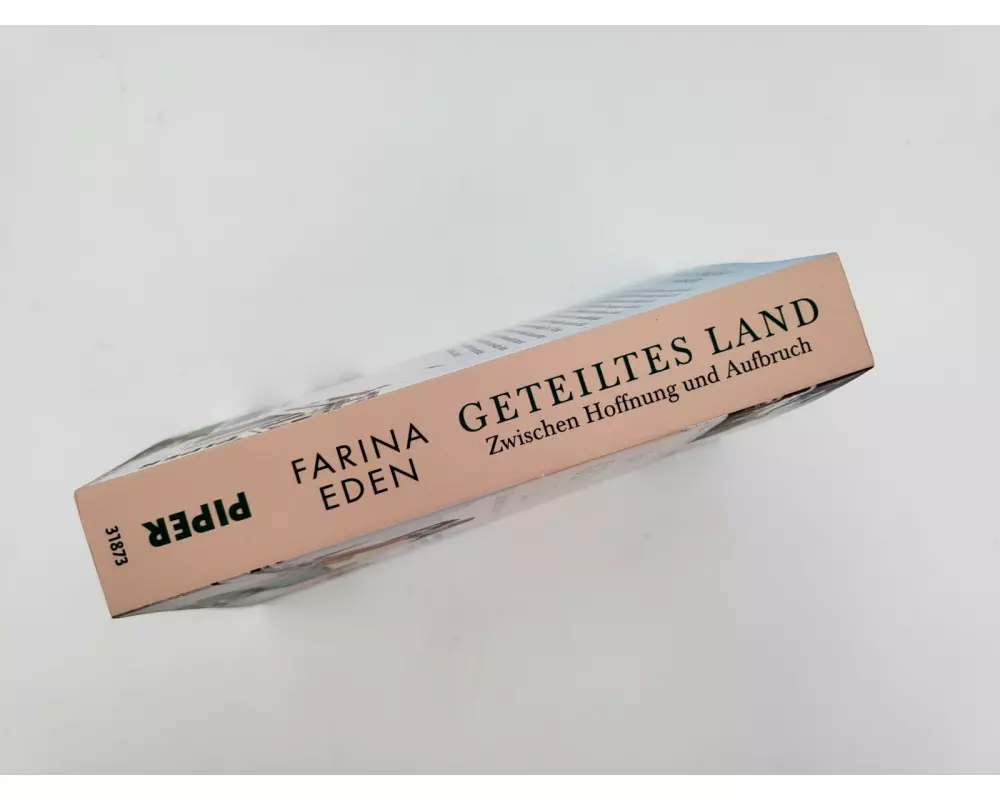 31873
PIPER
FARINA
EDEN
GETEILTES LAND
Zwischen Hoffnung und Aufbruch